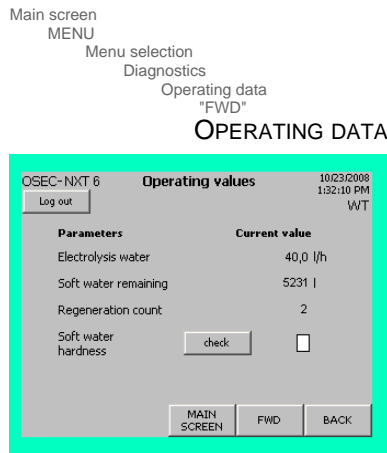 Main screen
MENU
Menu selection
Diagnostics
Operating data
"FWD"
OPERATING DATA
OSEC-NXT 6 Operating values 10/23/2008
1:32:10 PM
Log out WT
Parameters Current value
Electrolysis water 40,0 l/h
Soft water remaining 5231 l
Regeneration count 2
Soft water
hardness check
MAIN
SCREEN FWD BACK